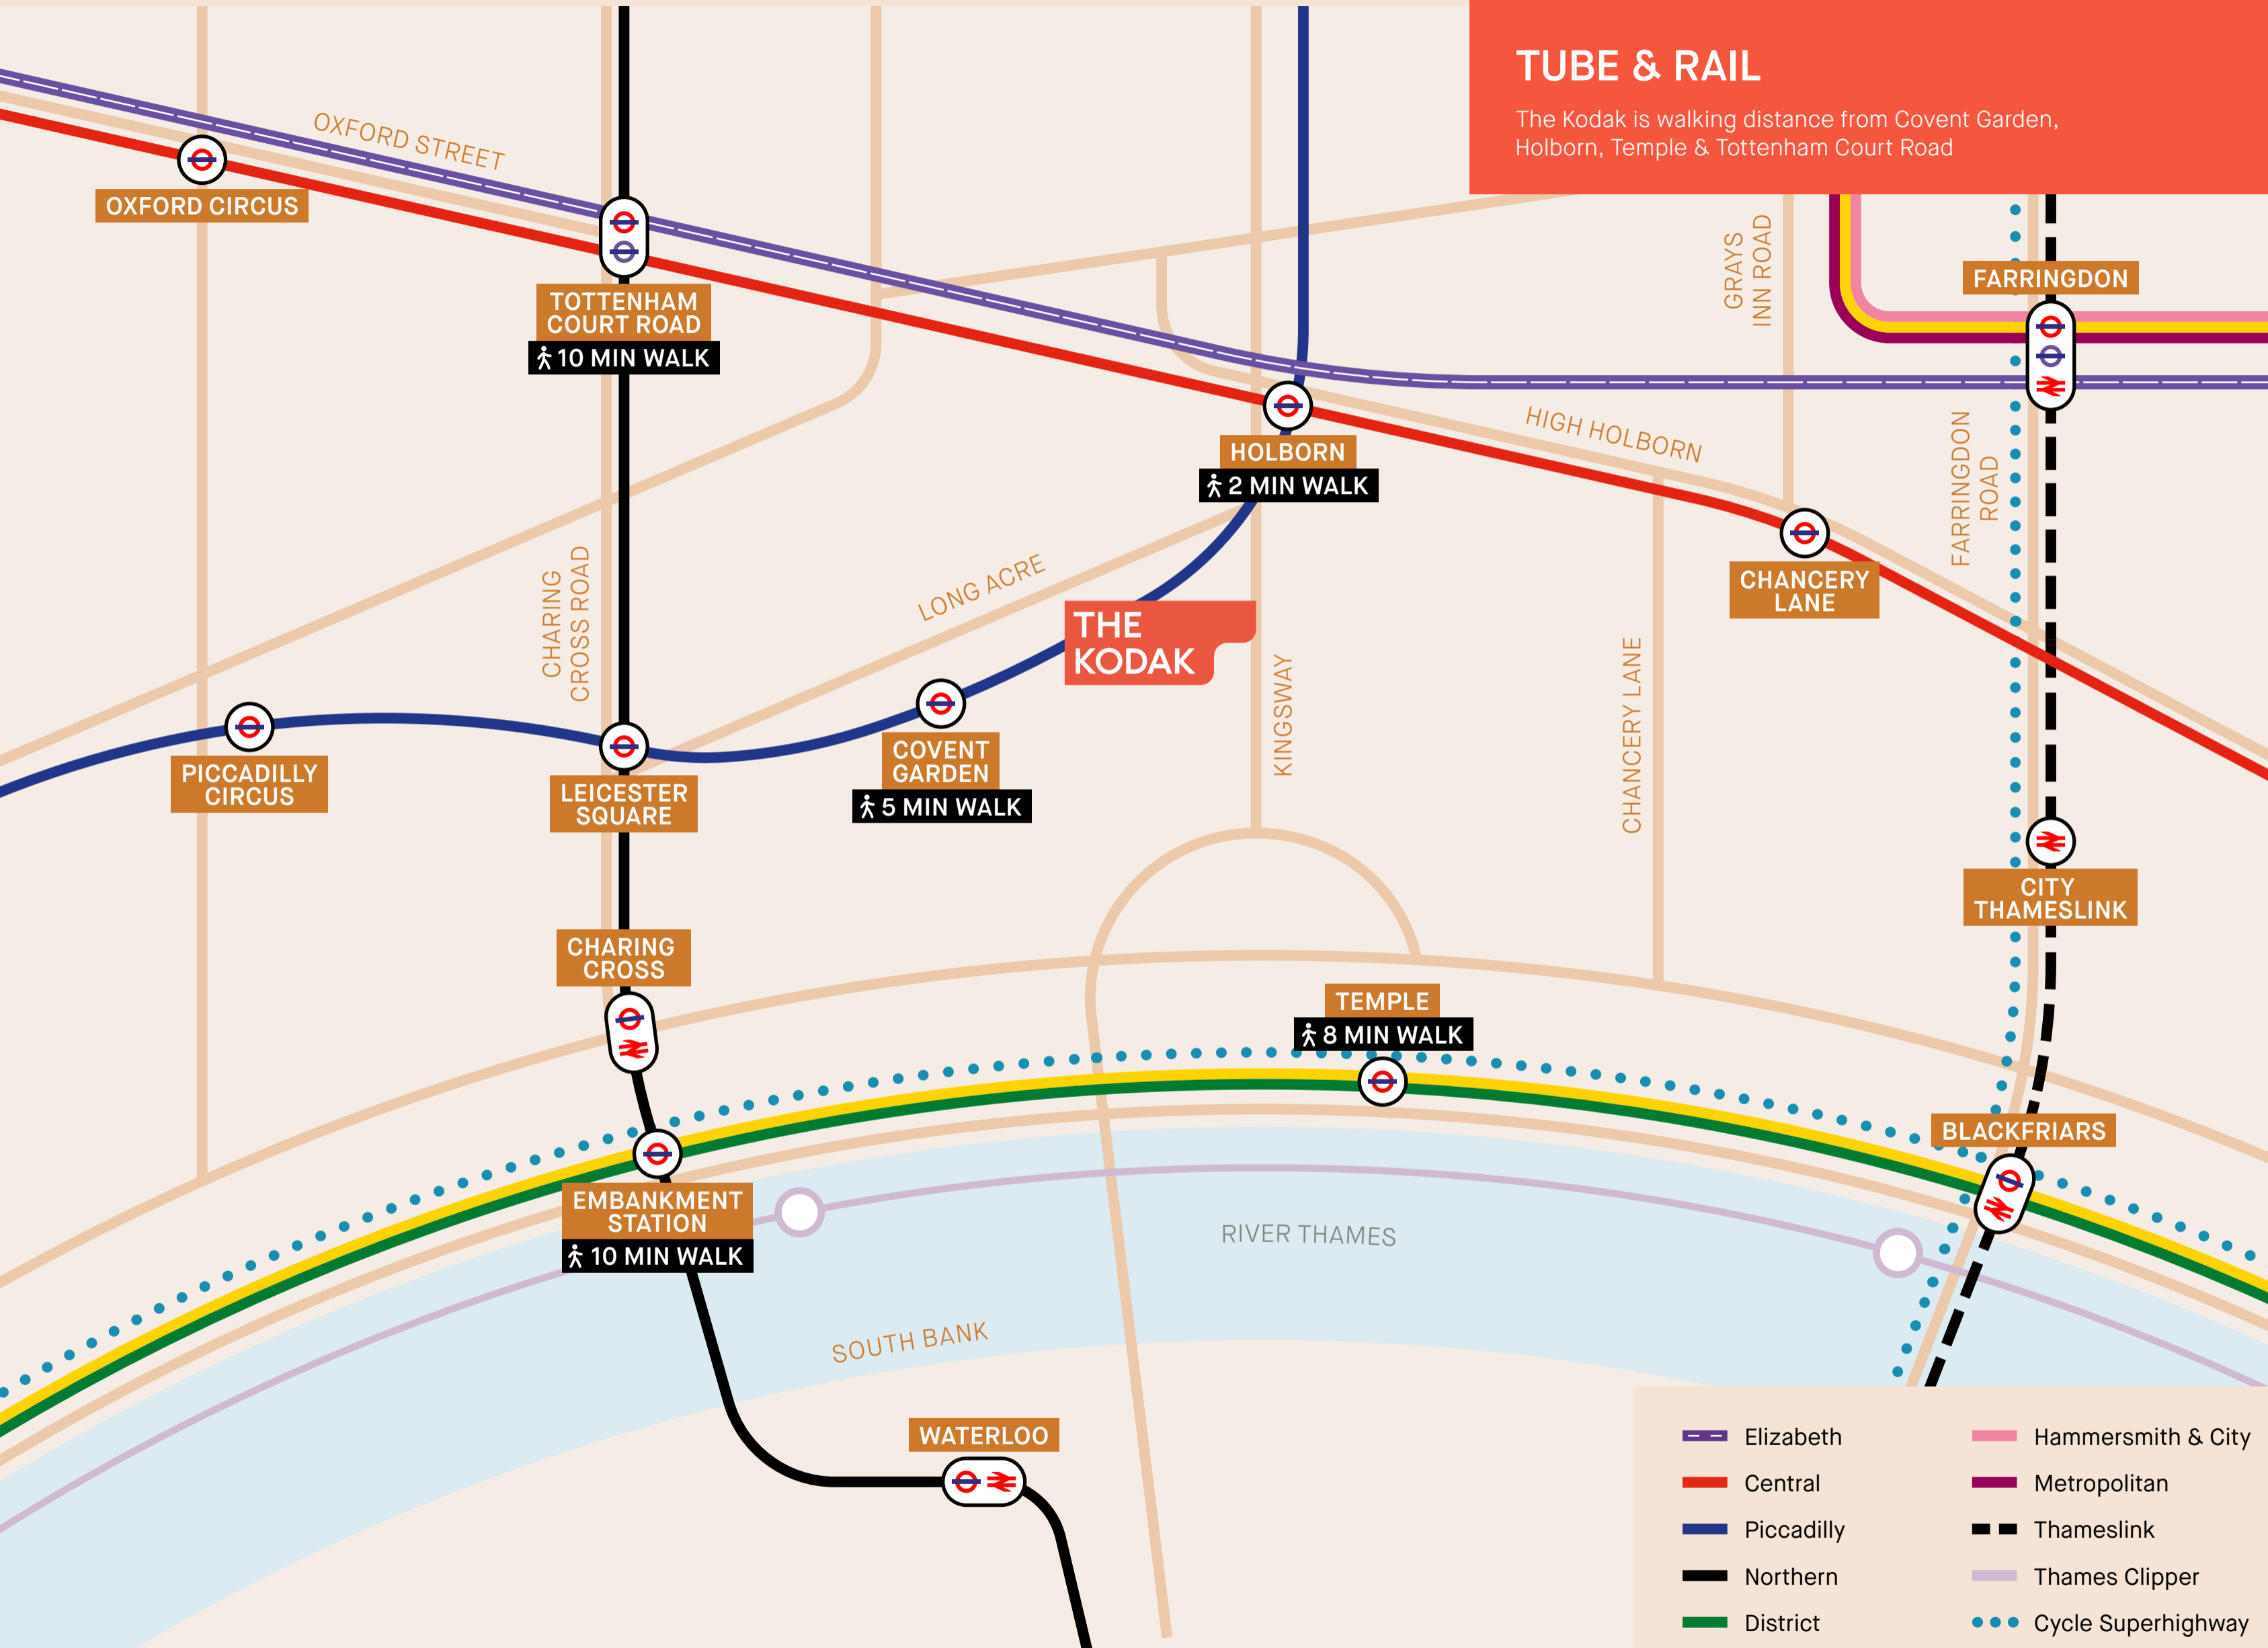 TUBE & RAIL
The Kodak is walking distance from Covent Garden,
Holborn, Temple & Tottenham Court Road
OXFORD STREET
OXFORD CIRCUS
TOTTENHAM
COURT ROAD
10 MIN WALK
GRAYS
INN ROAD
FARRINGDON
HOLBORN
2 MIN WALK
HIGH HOLBORN
FARRINGDON
ROAD
CHANCERY
LANE
CHARING
CROSS ROAD
LONG ACRE
THE
KODAK
KINGSWAY
CHANCERY LANE
PICCADILLY
CIRCUS
LEICESTER
SQUARE
COVENT
GARDEN
5 MIN WALK
CITY
THAMESLINK
CHARING
CROSS
TEMPLE
8 MIN WALK
BLACKFRIARS
EMBANKMENT
STATION
10 MIN WALK
RIVER THAMES
SOUTH BANK
WATERLOO
Elizabeth
Central
Piccadilly
Northern
District
Hammersmith & City
Metropolitan
Thameslink
Thames Clipper
Cycle Superhighway